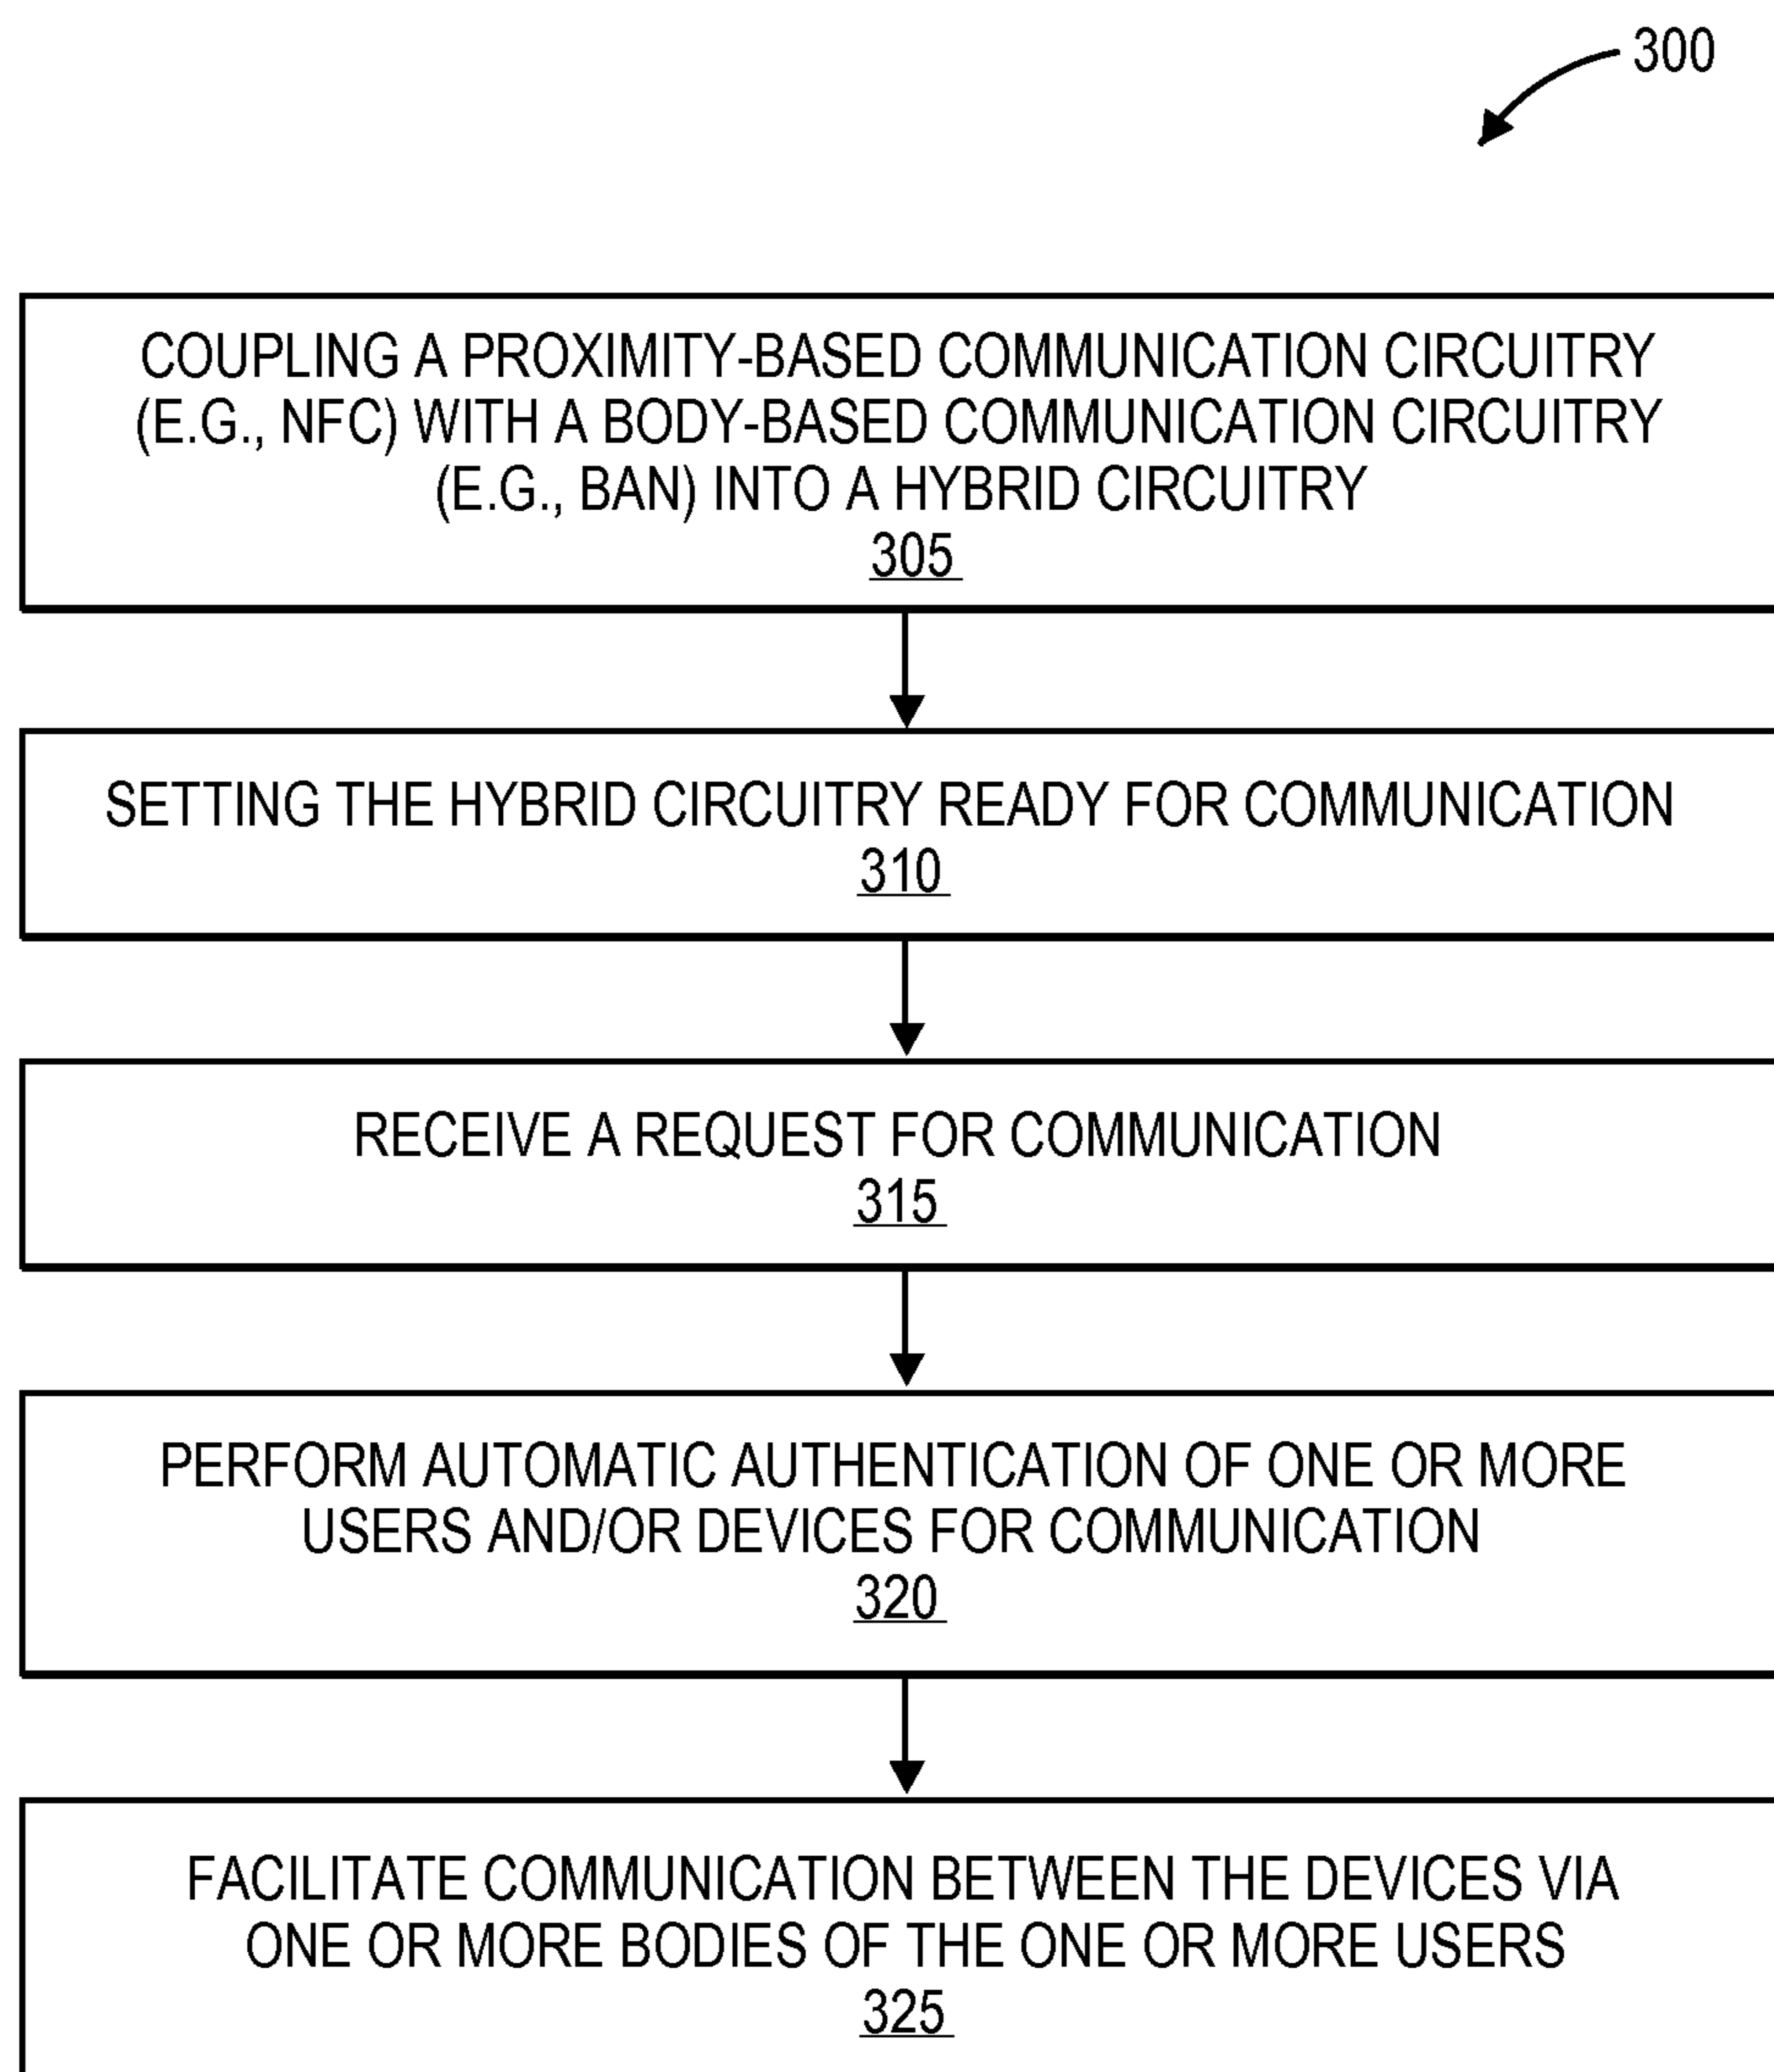 300
COUPLING A PROXIMITY-BASED COMMUNICATION CIRCUITRY
(E.G., NFC) WITH A BODY-BASED COMMUNICATION CIRCUITRY
(E.G., BAN) INTO A HYBRID CIRCUITRY
305
SETTING THE HYBRID CIRCUITRY READY FOR COMMUNICATION
310
RECEIVE A REQUEST FOR COMMUNICATION
315
PERFORM AUTOMATIC AUTHENTICATION OF ONE OR MORE
USERS AND/OR DEVICES FOR COMMUNICATION
320
FACILITATE COMMUNICATION BETWEEN THE DEVICES VIA
ONE OR MORE BODIES OF THE ONE OR MORE USERS
325